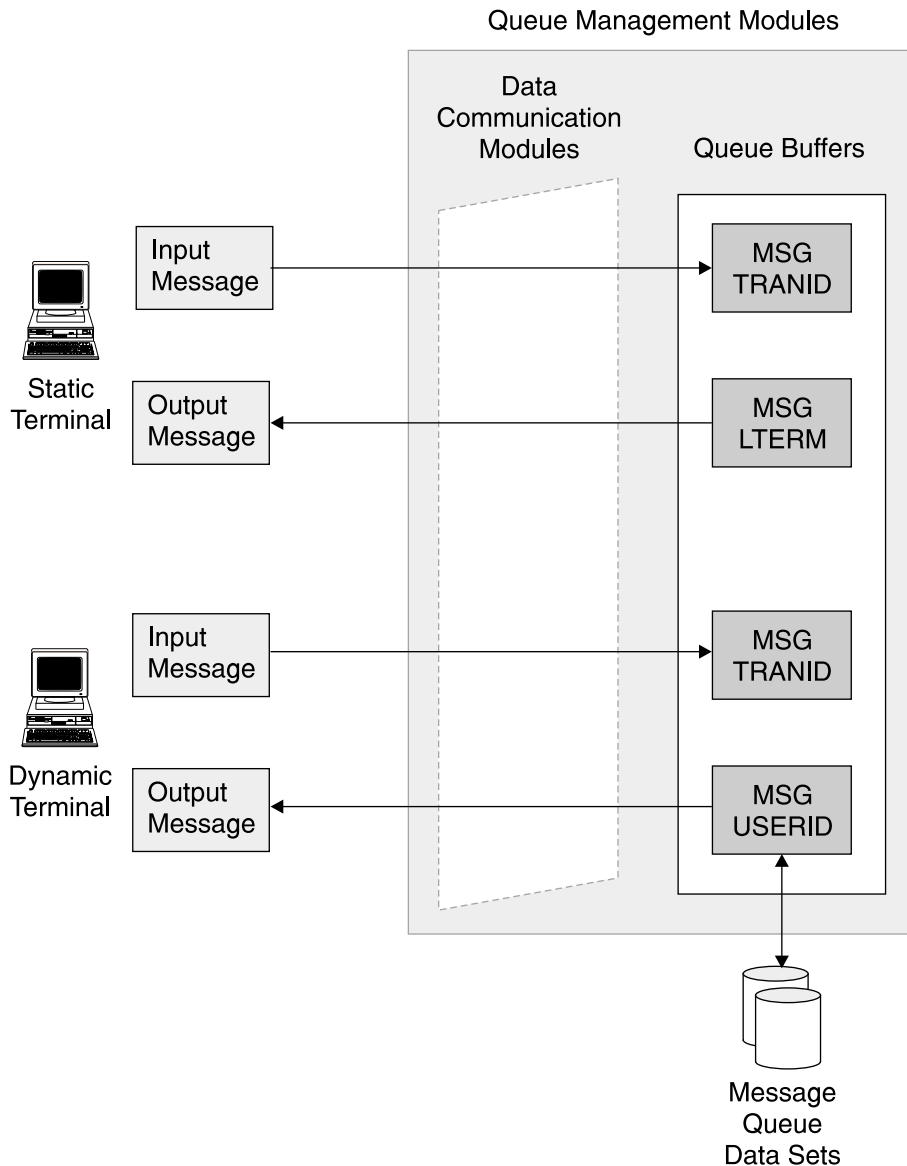 Queue Management Modules
Data
Communication
Modules
Queue Buffers
Input
Message
MSG
TRANID
Static
Terminal
Output
Message
MSG
LTERM
Input
Message
MSG
TRANID
Dynamic
Terminal
Output
Message
MSG
USERID
Message
Queue
Data Sets